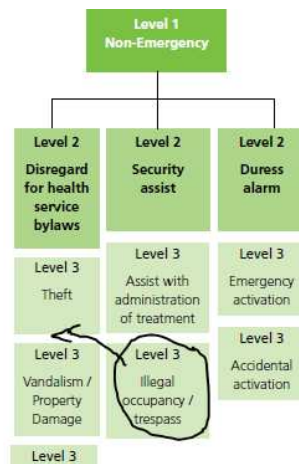 Level 1
Non-Emergency
Level 2
Disregard
for health
service
bylaws
Level 3
Theft
Level 3
Vandalism /
Property
Damage
Level 3
Level 2
Security
assist
Level 3
Assist with
administration
of treatment
Level 3
Illegal
occupancy /
trespass
Level 2
Duress
alarm
Level 3
Emergency
activation
Level 3
Accidental
activation